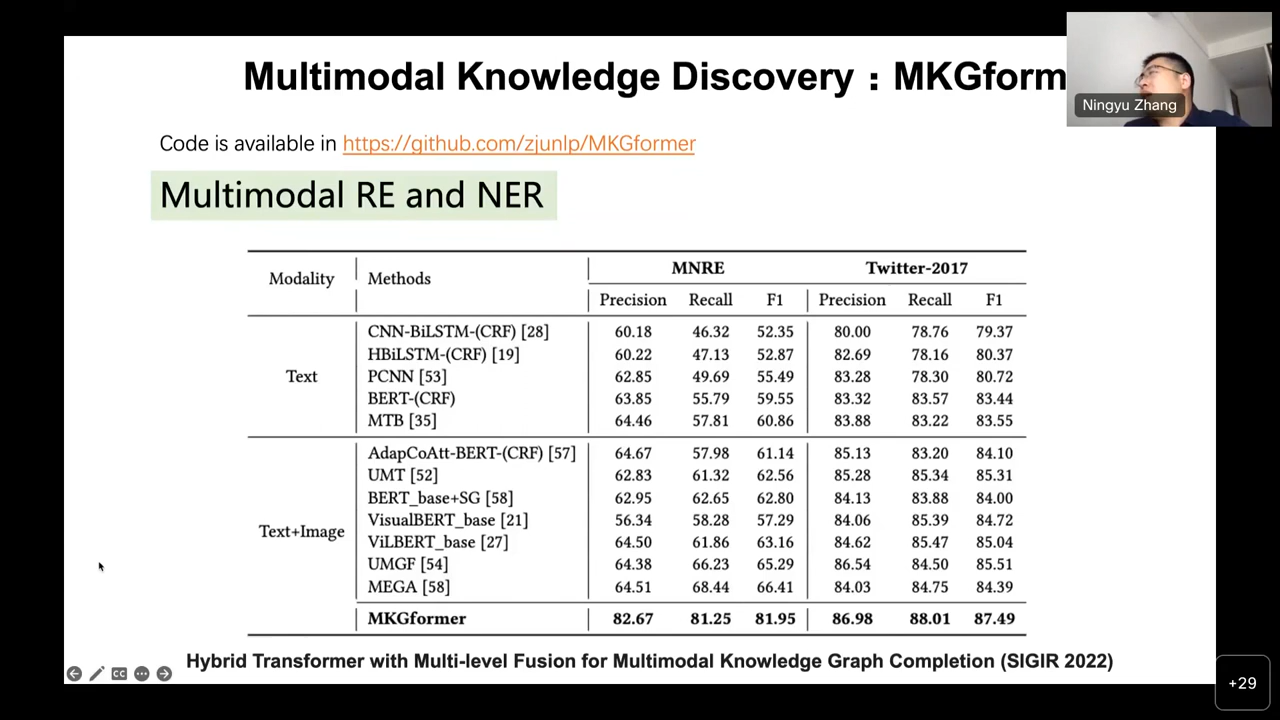 Multimodal Knowledge Discovery：MKGform
Ningyu Zhang
Code is available in https://github.com/zjunlp/MKGformer
Multimodal RE and NER
Modality Methods MNRE Twitter-2017
Precision Recall F1 Precision Recall F1
Text
CNN-BiLSTM-(CRF) [28] 60.18 46.32 52.35 80.00 78.76 79.37
HBiLSTM-(CRF) [19] 60.22 47.13 52.87 82.69 78.16 80.37
PCNN [53] 62.85 49.69 55.49 83.28 78.30 80.72
BERT-(CRF) 63.85 55.79 59.55 83.32 83.57 83.44
MTB [35] 64.46 57.81 60.86 83.88 83.22 83.55
Text+Image
AdapCoAtt-BERT-(CRF) [57] 64.67 57.98 61.14 85.13 83.20 84.10
UMT [52] 62.83 61.32 62.56 85.28 85.34 85.31
BERT_base+SG [58] 62.95 62.65 62.80 84.13 83.88 84.00
VisualBERT_base [21] 56.34 58.28 57.29 84.06 85.39 84.72
ViLBERT_base [27] 64.50 61.86 63.16 84.62 85.47 85.04
UMGF [54] 64.38 66.23 65.29 86.54 84.50 85.51
MEGA [58] 64.51 68.44 66.41 84.03 84.75 84.39
MKGformer 82.67 81.25 81.95 86.98 88.01 87.49
Hybrid Transformer with Multi-level Fusion for Multimodal Knowledge Graph Completion (SIGIR 2022)
+29